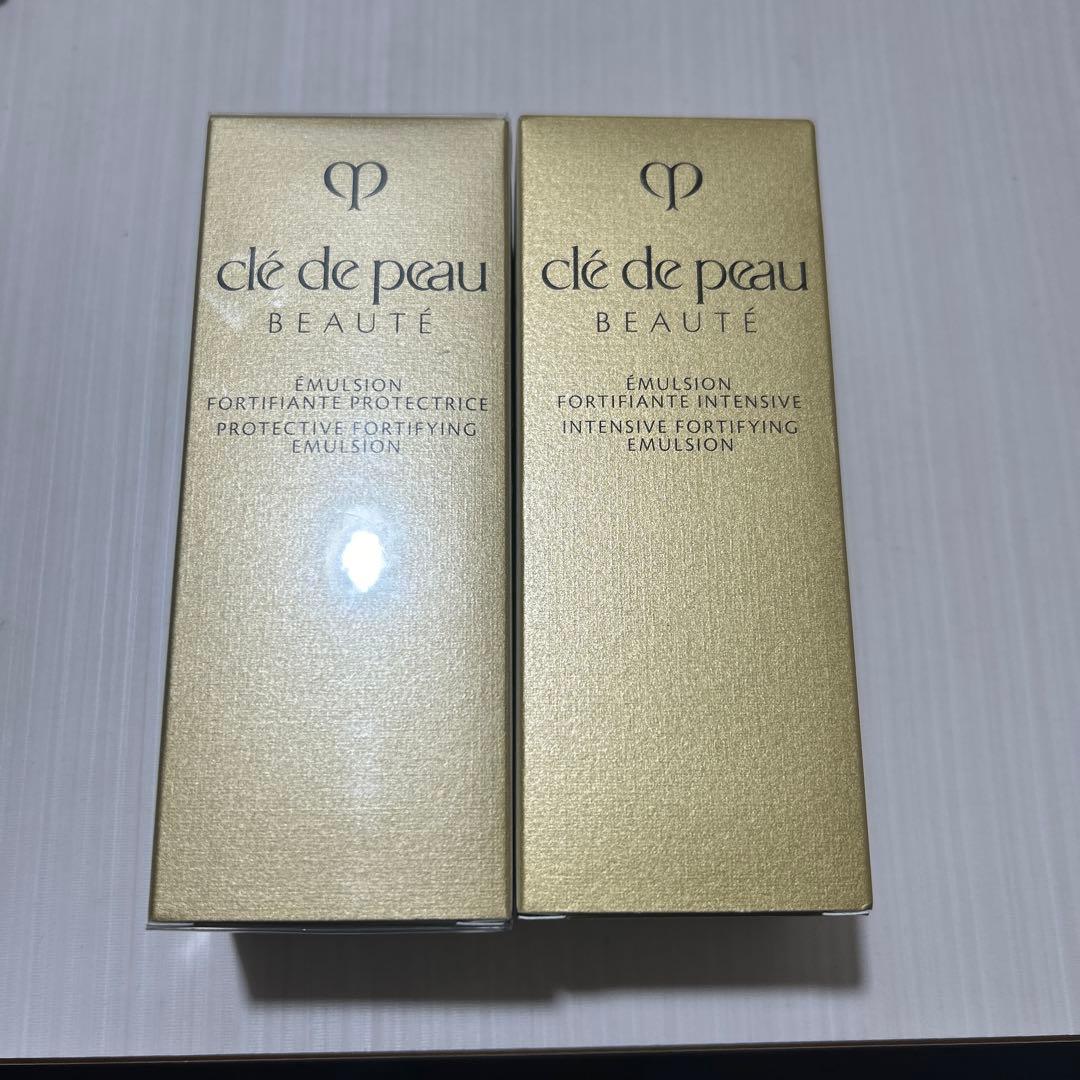 clé de peau
BEAUTÉ
ÉMULSION
FORTIFIANTE PROTECTRICE
PROTECTIVE FORTIFYING
EMULSION
clé de peau
BEAUTÉ
ÉMULSION
FORTIFIANTE INTENSIVE
INTENSIVE FORTIFYING
EMULSION